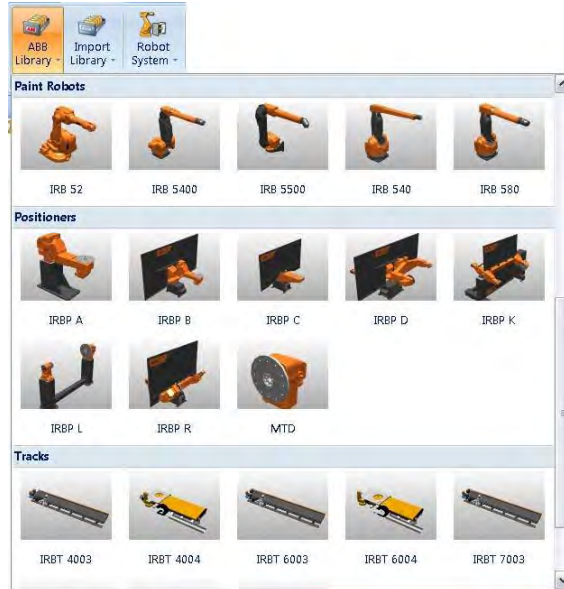 ABB Import Robot
Library Library System
Paint Robots
IRB 52 IRB 5400 IRB 5500 IRB 540 IRB 580
Positioners
IRBP A IRBP B IRBP C IRBP D IRBP K
IRBP L IRBP R MTD
Tracks
IRBT 4003 IRBT 4004 IRBT 6003 IRBT 6004 IRBT 7003